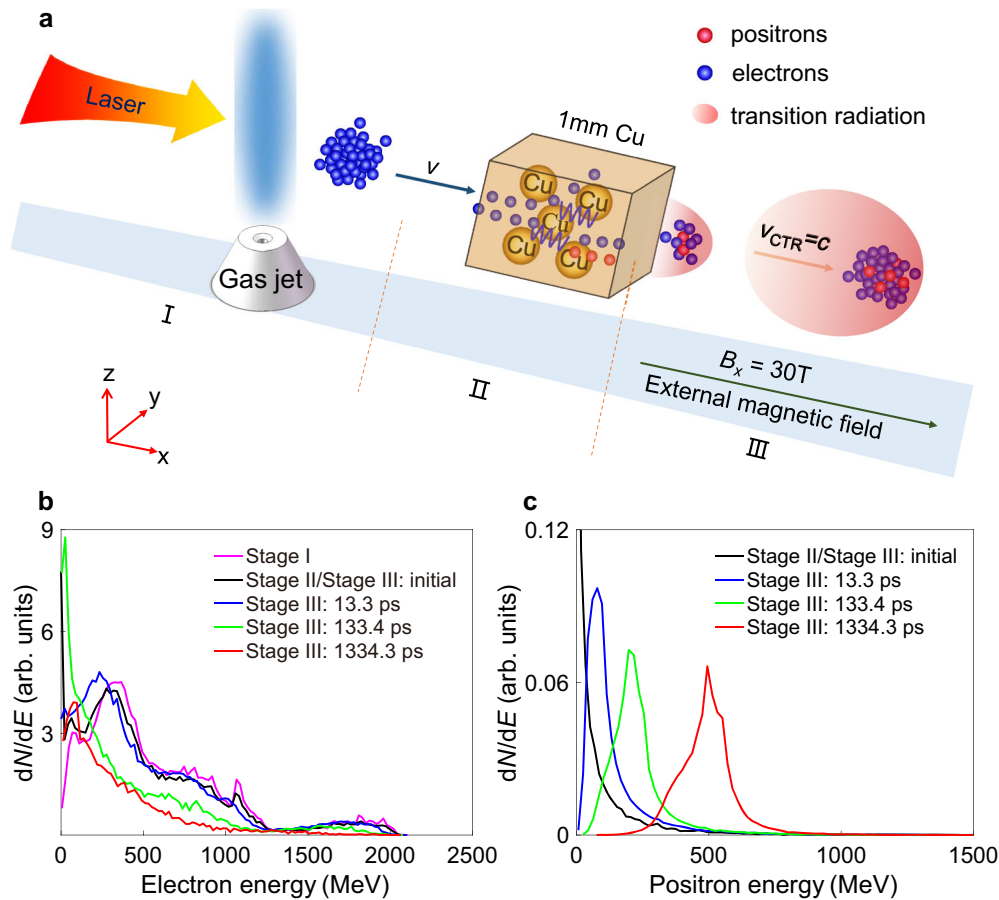 a
positrons
electrons
transition radiation
Laser
1mm Cu
v
Cu
Cu
Cu
Cu
Cu
v_CTR=c
Gas jet
I
II
III
B_x = 30T
External magnetic field
z
y
x
b
9
6
3
0
dN/dE (arb. units)
Stage I
Stage II/Stage III: initial
Stage III: 13.3 ps
Stage III: 133.4 ps
Stage III: 1334.3 ps
0 500 1000 1500 2000 2500
Electron energy (MeV)
c
0.12
0.06
0
dN/dE (arb. units)
Stage II/Stage III: initial
Stage III: 13.3 ps
Stage III: 133.4 ps
Stage III: 1334.3 ps
0 500 1000 1500
Positron energy (MeV)